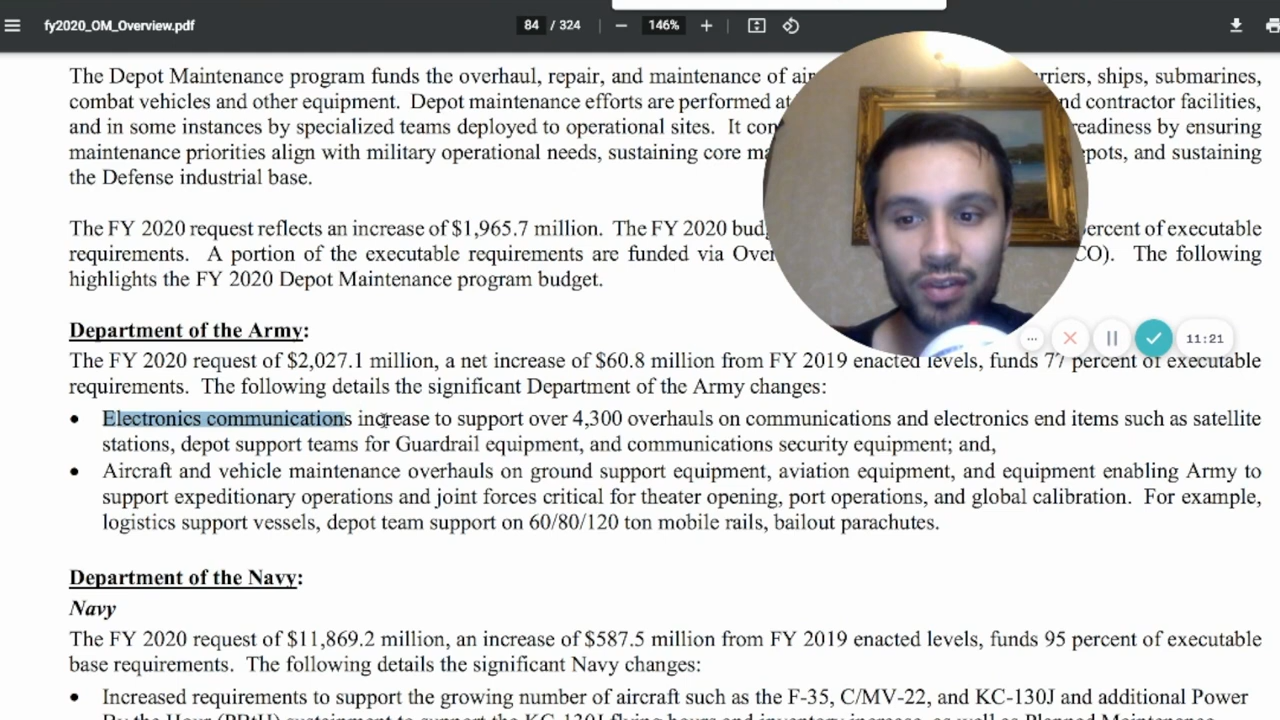 fy2020_OM_Overview.pdf 84 / 324 — 146% +
The Depot Maintenance program funds the overhaul, repair, and maintenance of ships, submarines,
combat vehicles and other equipment. Depot maintenance efforts are performed at contractor facilities,
and in some instances by specialized teams deployed to operational sites. It readiness by ensuring
maintenance priorities align with military operational needs, sustaining core and sustaining
the Defense industrial base.
The FY 2020 request reflects an increase of $1,965.7 million. The FY 2020 of executable
requirements. A portion of the executable requirements are funded via The following
highlights the FY 2020 Depot Maintenance program budget.
Department of the Army:
The FY 2020 request of $2,027.1 million, a net increase of $60.8 million from FY 2019 enacted levels, funds 77 percent of executable
requirements. The following details the significant Department of the Army changes:
• Electronics communications increase to support over 4,300 overhauls on communications and electronics end items such as satellite
stations, depot support teams for Guardrail equipment, and communications security equipment; and,
• Aircraft and vehicle maintenance overhauls on ground support equipment, aviation equipment, and equipment enabling Army to
support expeditionary operations and joint forces critical for theater opening, port operations, and global calibration. For example,
logistics support vessels, depot team support on 60/80/120 ton mobile rails, bailout parachutes.
Department of the Navy:
Navy
The FY 2020 request of $11,869.2 million, an increase of $587.5 million from FY 2019 enacted levels, funds 95 percent of executable
base requirements. The following details the significant Navy changes:
• Increased requirements to support the growing number of aircraft such as the F-35, C/MV-22, and KC-130J and additional Power
11:21